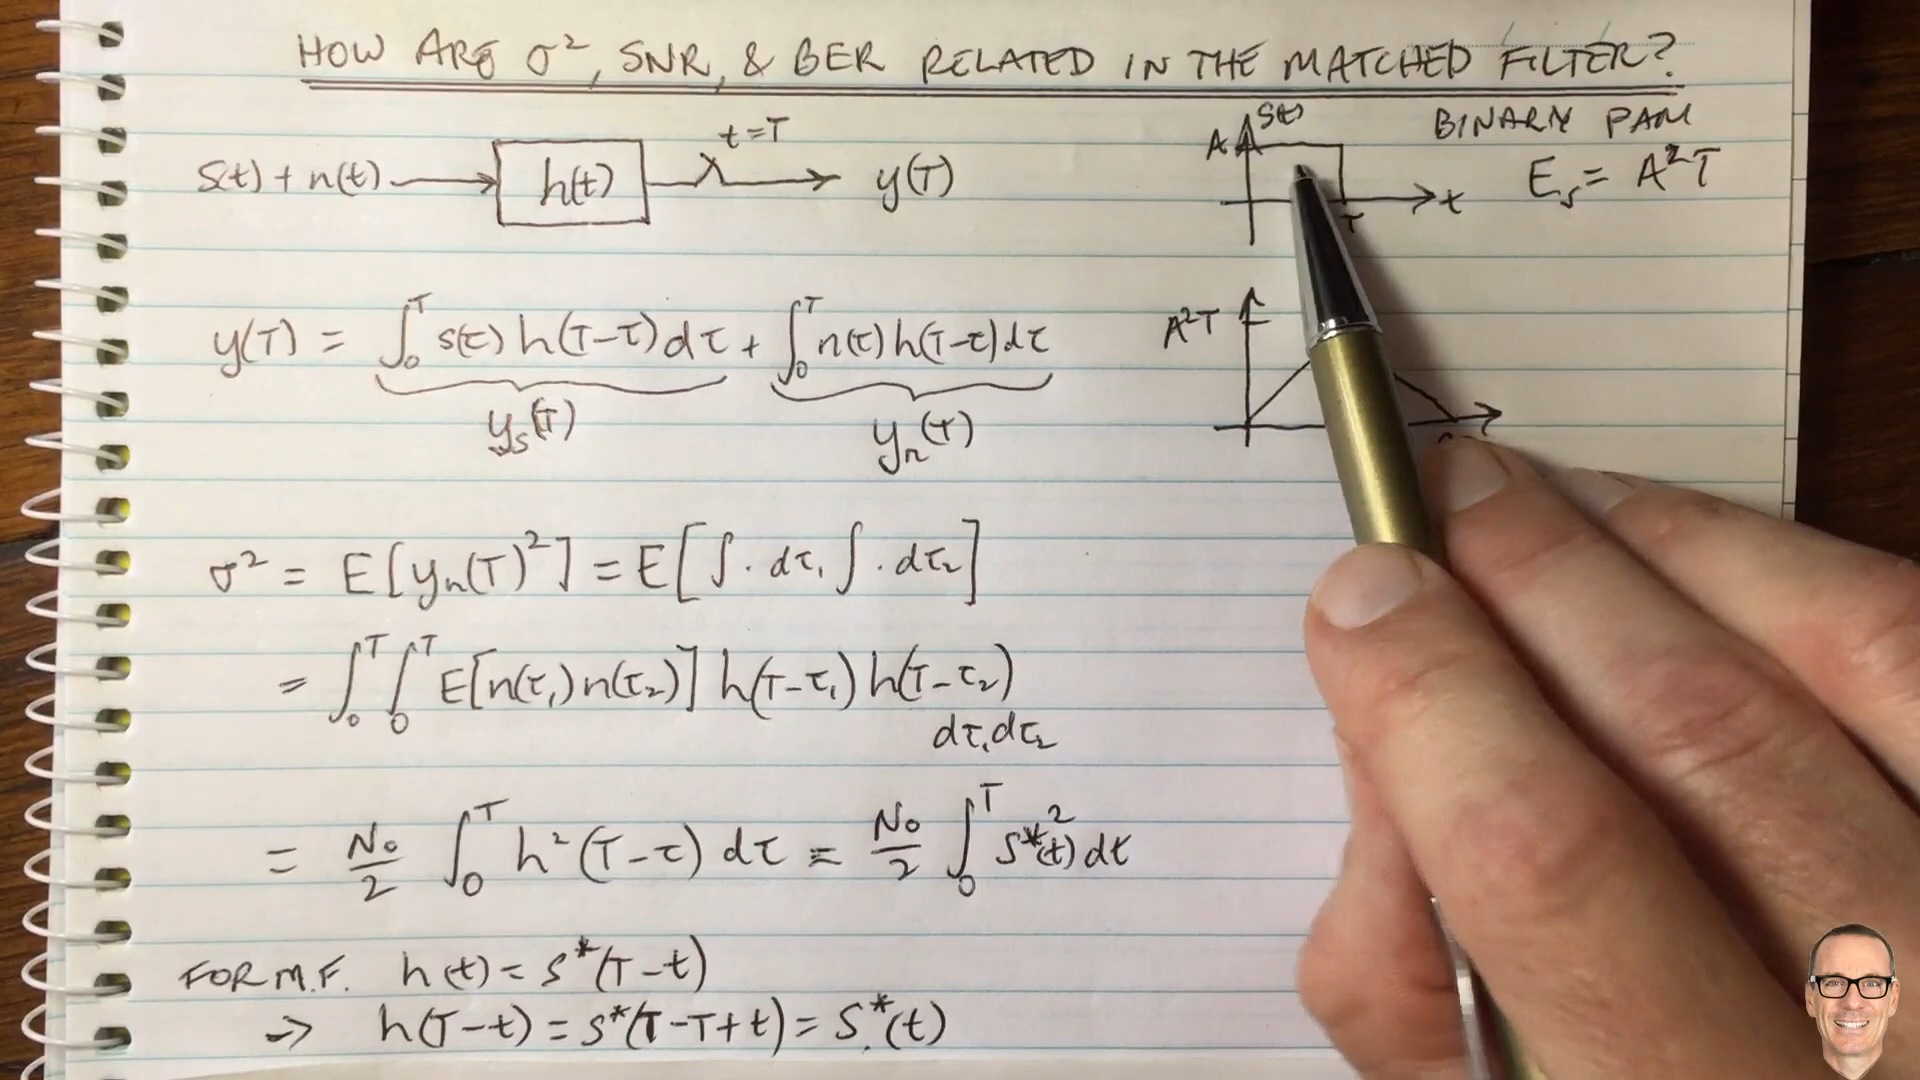 HOW ARE σ², SNR, & BER RELATED IN THE MATCHED FILTER?
s(t) + n(t) h(t) t=T y(T)
s(t) A t T
BINARY PAM
E_s = A²T
y(T) = ∫₀ᵀ s(τ) h(T-τ) dτ + ∫₀ᵀ n(τ) h(T-τ) dτ
y_s(T) y_n(T)
A²T
σ² = E[y_n(T)²] = E[∫· dτ₁ ∫· dτ₂]
= ∫₀ᵀ ∫₀ᵀ E[n(τ₁) n(τ₂)] h(T-τ₁) h(T-τ₂)
dτ₁ dτ₂
= N₀/2 ∫₀ᵀ h²(T-τ) dτ = N₀/2 ∫₀ᵀ s*²(t) dt
FOR M.F. h(t) = s*(T-t)
→ h(T-t) = s*(T-T+t) = s*(t)